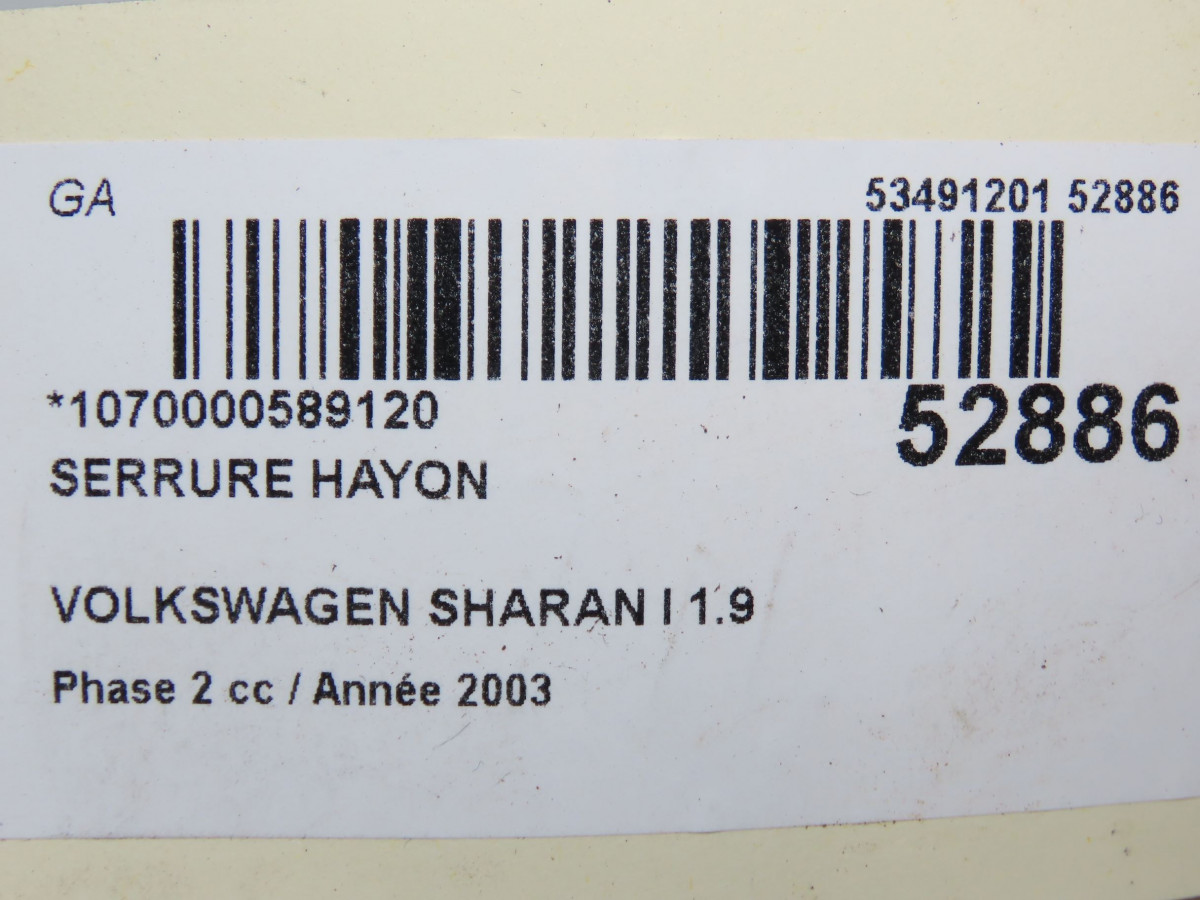 GA 53491201 52886
*1070000589120
52886
SERRURE HAYON
VOLKSWAGEN SHARAN I 1.9
Phase 2 cc / Année 2003